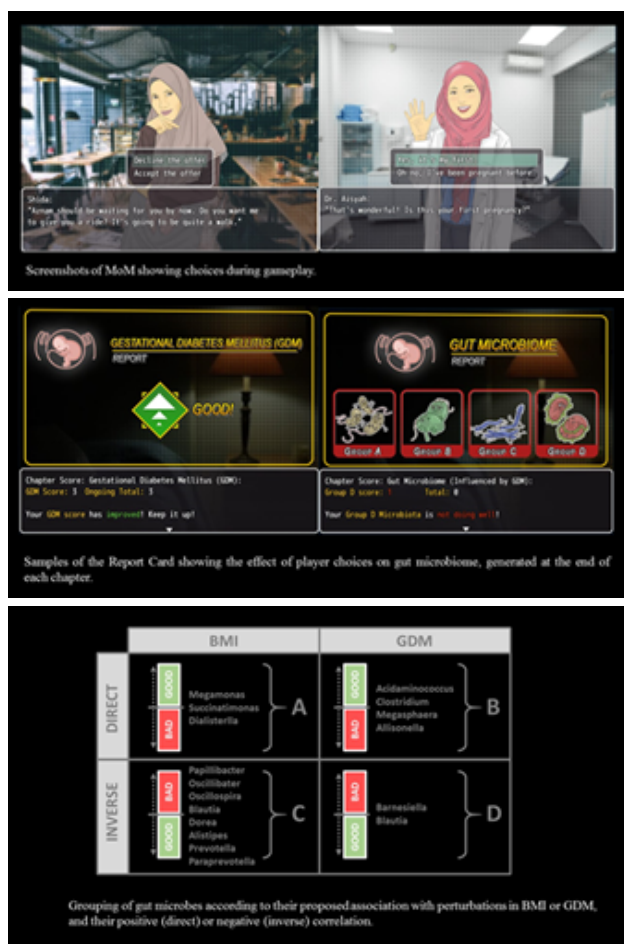 Decline the offer
Accept the offer
Shida:
"Azman should be waiting for you by now. Do you want me
to give you a ride? It's going to be quite a walk."
Yes, it's my first
Oh no, I've been pregnant before
Dr. Aisyah:
"That's wonderful! Is this your first pregnancy?"
Screenshots of MoM showing choices during gameplay.
GESTATIONAL DIABETES MELLITUS (GDM)
REPORT
GOOD!
Chapter Score: Gestational Diabetes Mellitus (GDM):
GDM Score: 3 Ongoing Total: 3
Your GDM score has improved! Keep it up!
GUT MICROBIOME
REPORT
Group A
Group B
Group C
Group D
Chapter Score: Gut Microbiome (Influenced by GDM):
Group D score: Total: 0
Your Group D Microbiota is not doing well!
Samples of the Report Card showing the effect of player choices on gut microbiome, generated at the end of
each chapter.
BMI
GDM
DIRECT
GOOD
BAD
Megamonas
Succinatimonas
Dialisterlla
A
GOOD
BAD
Acidaminococcus
Clostridium
Megasphaera
Allisonella
B
INVERSE
BAD
GOOD
Papillibacter
Oscillibater
Oscillospira
Blautia
Dorea
Alistipes
Prevotella
Paraprevotella
C
BAD
GOOD
Barnesiella
Blautia
D
Grouping of gut microbes according to their proposed association with perturbations in BMI or GDM,
and their positive (direct) or negative (inverse) correlation.